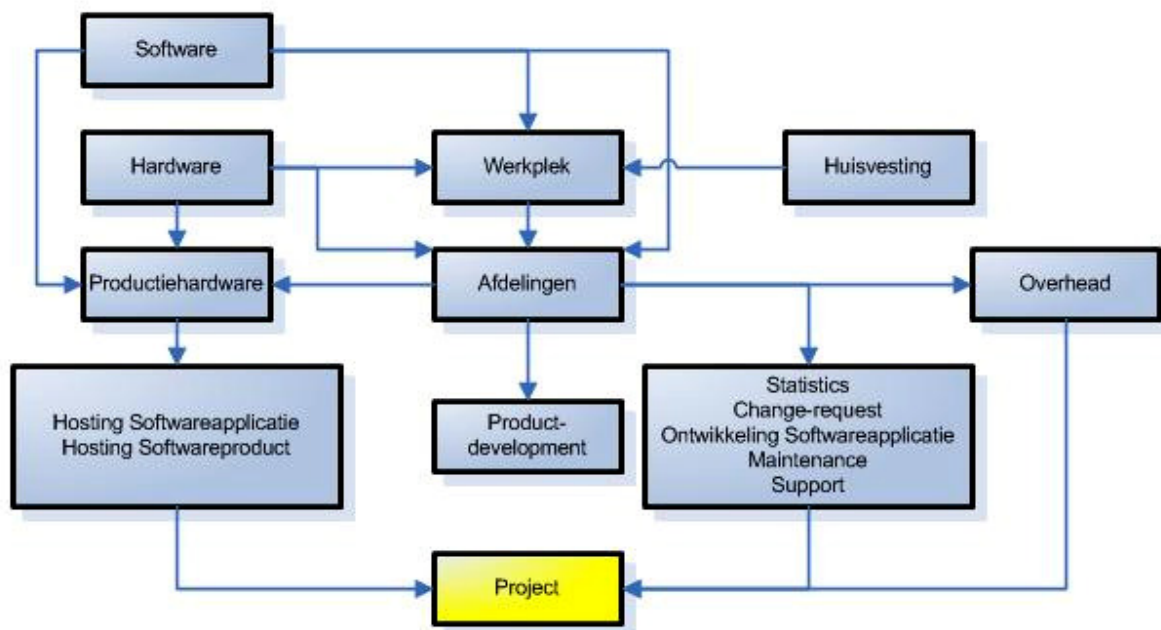 Software
Hardware
Werkplek
Huisvesting
Productiehardware
Afdelingen
Overhead
Hosting Softwareapplicatie
Hosting Softwareproduct
Product-
development
Statistics
Change-request
Ontwikkeling Softwareapplicatie
Maintenance
Support
Project